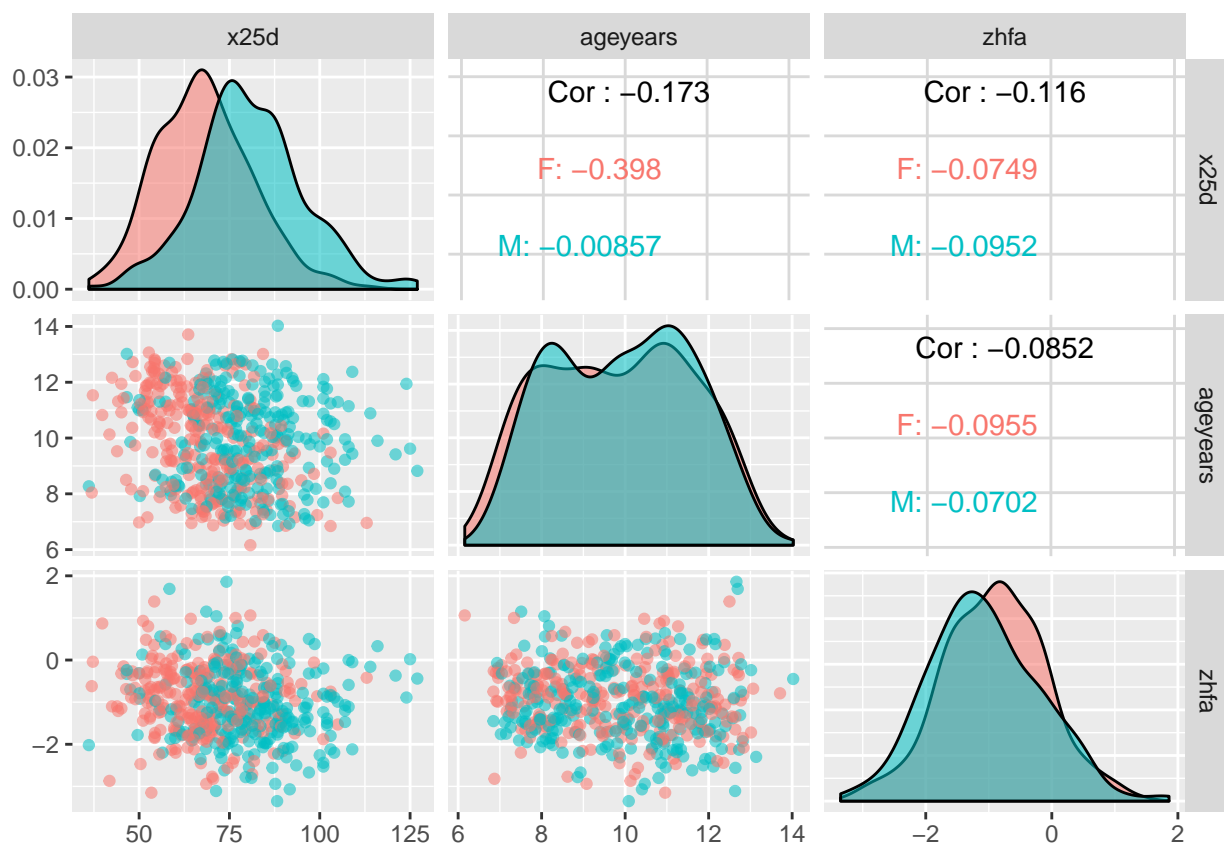 x25d
ageyears
zhfa
0.03
0.02
0.01
0.00
Cor : −0.173
F: −0.398
M: −0.00857
Cor : −0.116
F: −0.0749
M: −0.0952
x25d
14
12
10
8
6
Cor : −0.0852
F: −0.0955
M: −0.0702
ageyears
2
0
−2
zhfa
50 75 100 125
6 8 10 12 14
−2 0 2